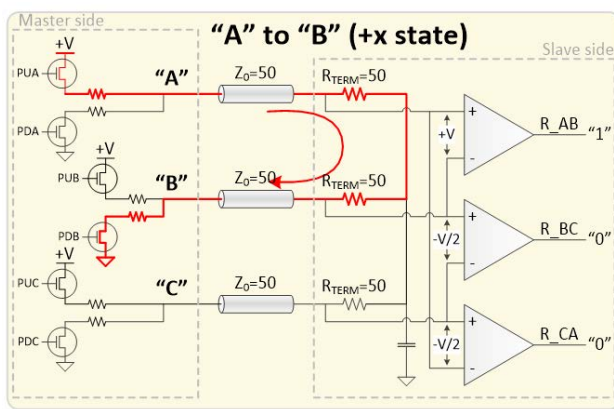 Master side
“A” to “B” (+x state)
Slave side
+V
PUA
“A”
Z₀=50
R_TERM=50
PDA
+
+V
-
R_AB
“1”
+V
PUB
“B”
Z₀=50
R_TERM=50
PDB
+
-V/2
-
R_BC
“0”
+V
PUC
“C”
Z₀=50
R_TERM=50
PDC
+
-V/2
-
R_CA
“0”